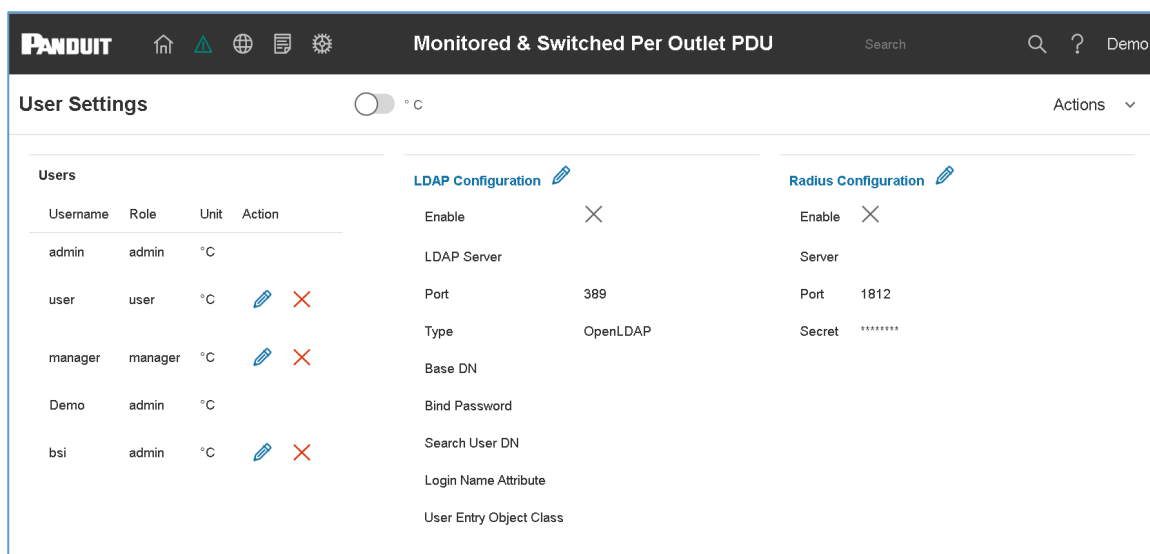 PANDUIT Monitored & Switched Per Outlet PDU Search ? Demo
User Settings ° C Actions
Users
Username Role Unit Action
admin admin °C
user user °C
manager manager °C
Demo admin °C
bsi admin °C
LDAP Configuration
Enable
LDAP Server
Port 389
Type OpenLDAP
Base DN
Bind Password
Search User DN
Login Name Attribute
User Entry Object Class
Radius Configuration
Enable
Server
Port 1812
Secret ********